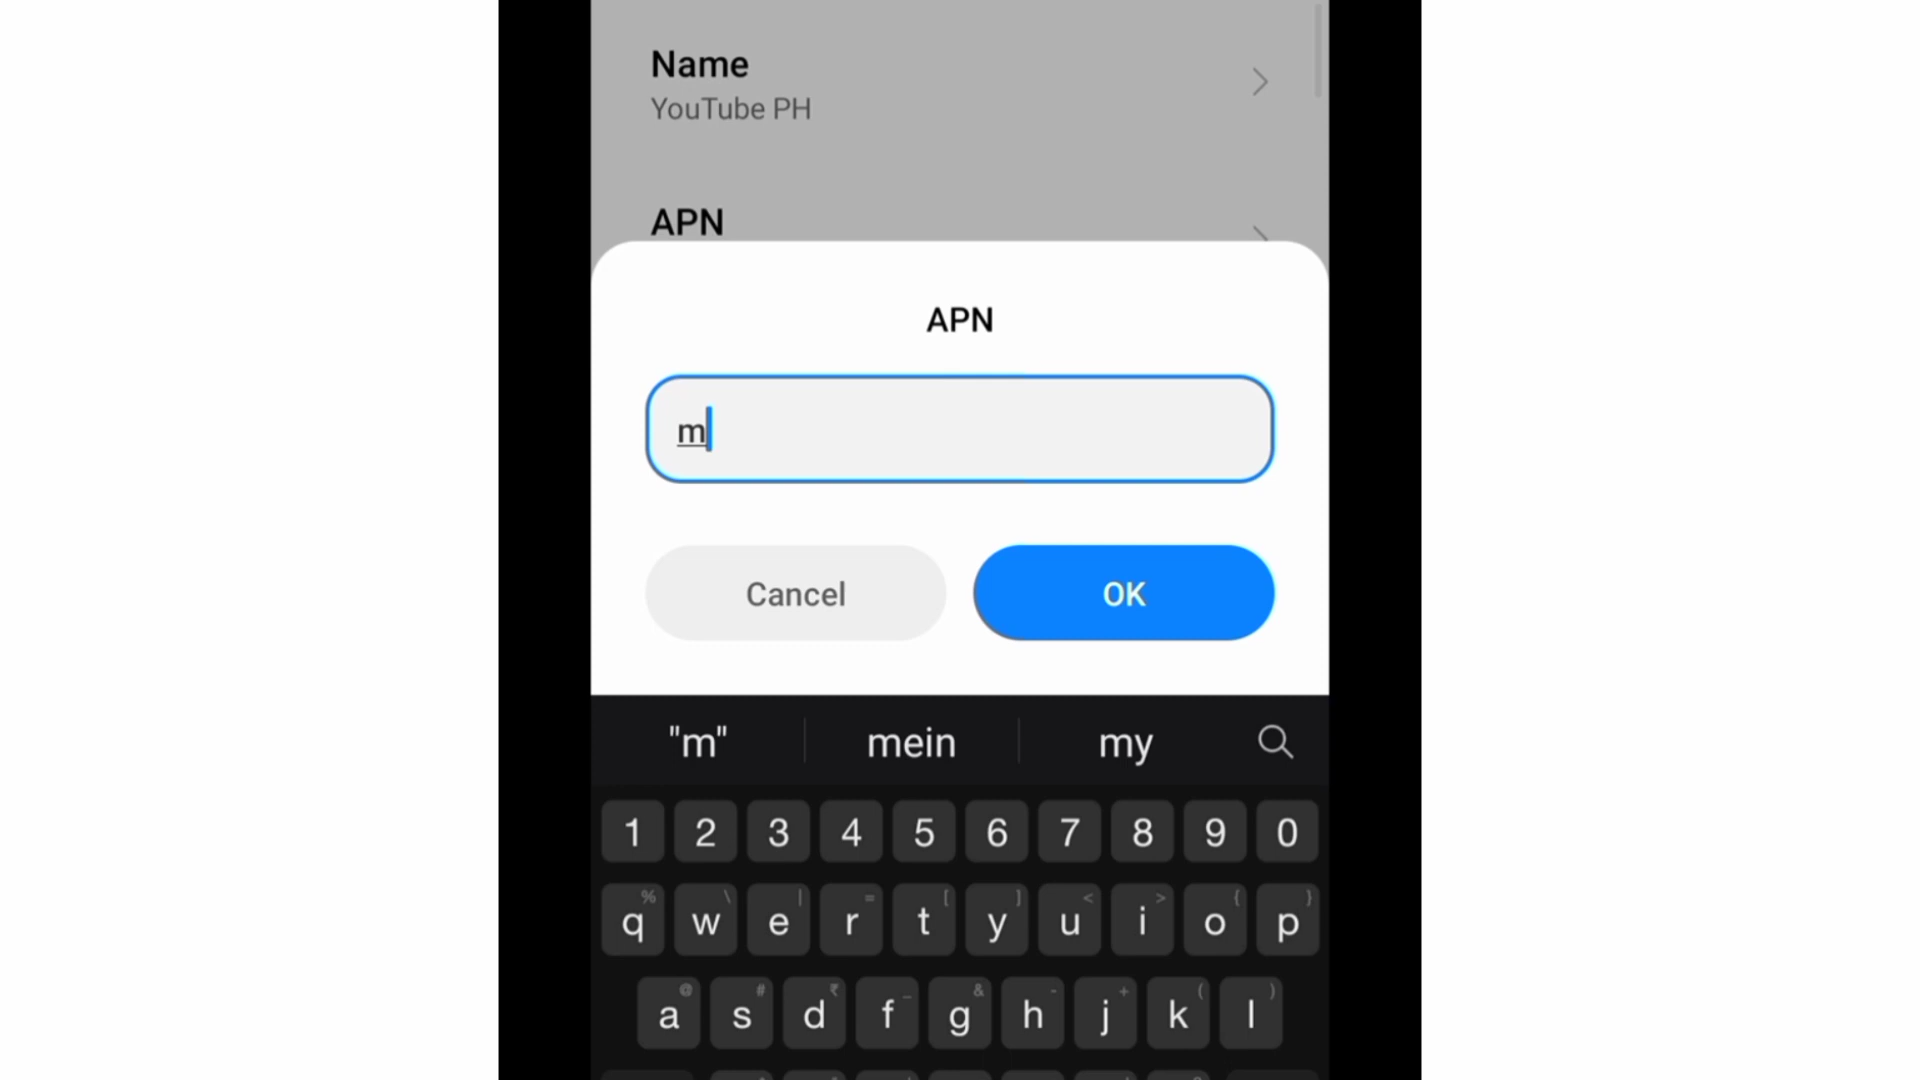 Name
YouTube PH
APN
APN
m
Cancel OK
"m" mein my
1 2 3 4 5 6 7 8 9 0
% \ | = [ ] < > { }
q w e r t y u i o p
@ # ₹ _ & - + ( )
a s d f g h j k l